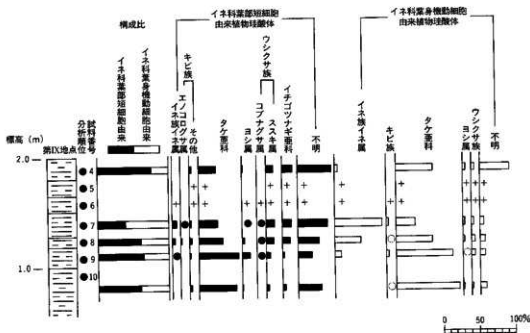 構成比
イネ科葉部短細胞由来
イネ科葉身機動細胞由来
イネ科葉部短細胞
由来植物珪酸体
キビ族
ウシクサ族
イネ族イネ属
エノコログサ属
その他
タケ亜科
ヨシ属
コブナグサ属
ススキ属
イチゴツナギ亜科
不明
イネ科葉身機動細胞
由来植物珪酸体
イネ族イネ属
キビ族
タケ亜科
ヨシ属
ウシクサ族
不明
標高(m)
第Ⅸ地点
分析順位
試料番号
2.0
1.0
4
5
6
7
8
9
10
0 50 100%